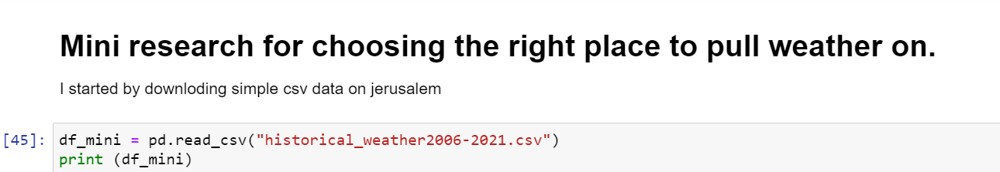 Mini research for choosing the right place to pull weather on.
I started by downloding simple csv data on jerusalem
[45]: df_mini = pd.read_csv("historical_weather2006-2021.csv")
print (df_mini)